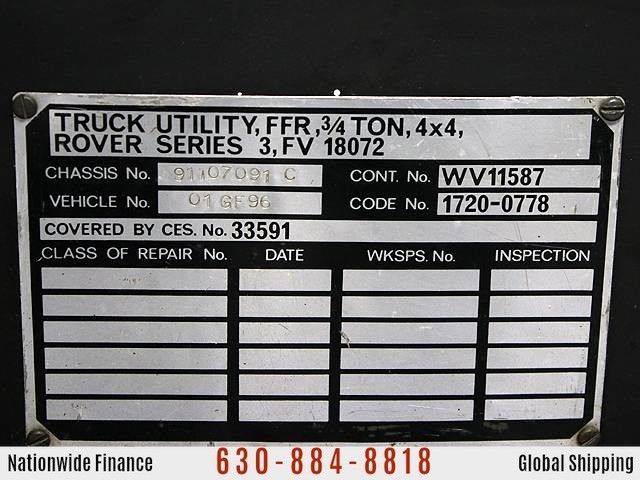 TRUCK UTILITY, FFR, 3/4 TON, 4x4,
ROVER SERIES 3, FV 18072
CHASSIS No. 91107091 C CONT. No. WV11587
VEHICLE No. 01 GF96 CODE No. 1720-0778
COVERED BY CES. No. 33591
CLASS OF REPAIR No. DATE WKSPS. No. INSPECTION
Nationwide Finance 630-884-8818 Global Shipping